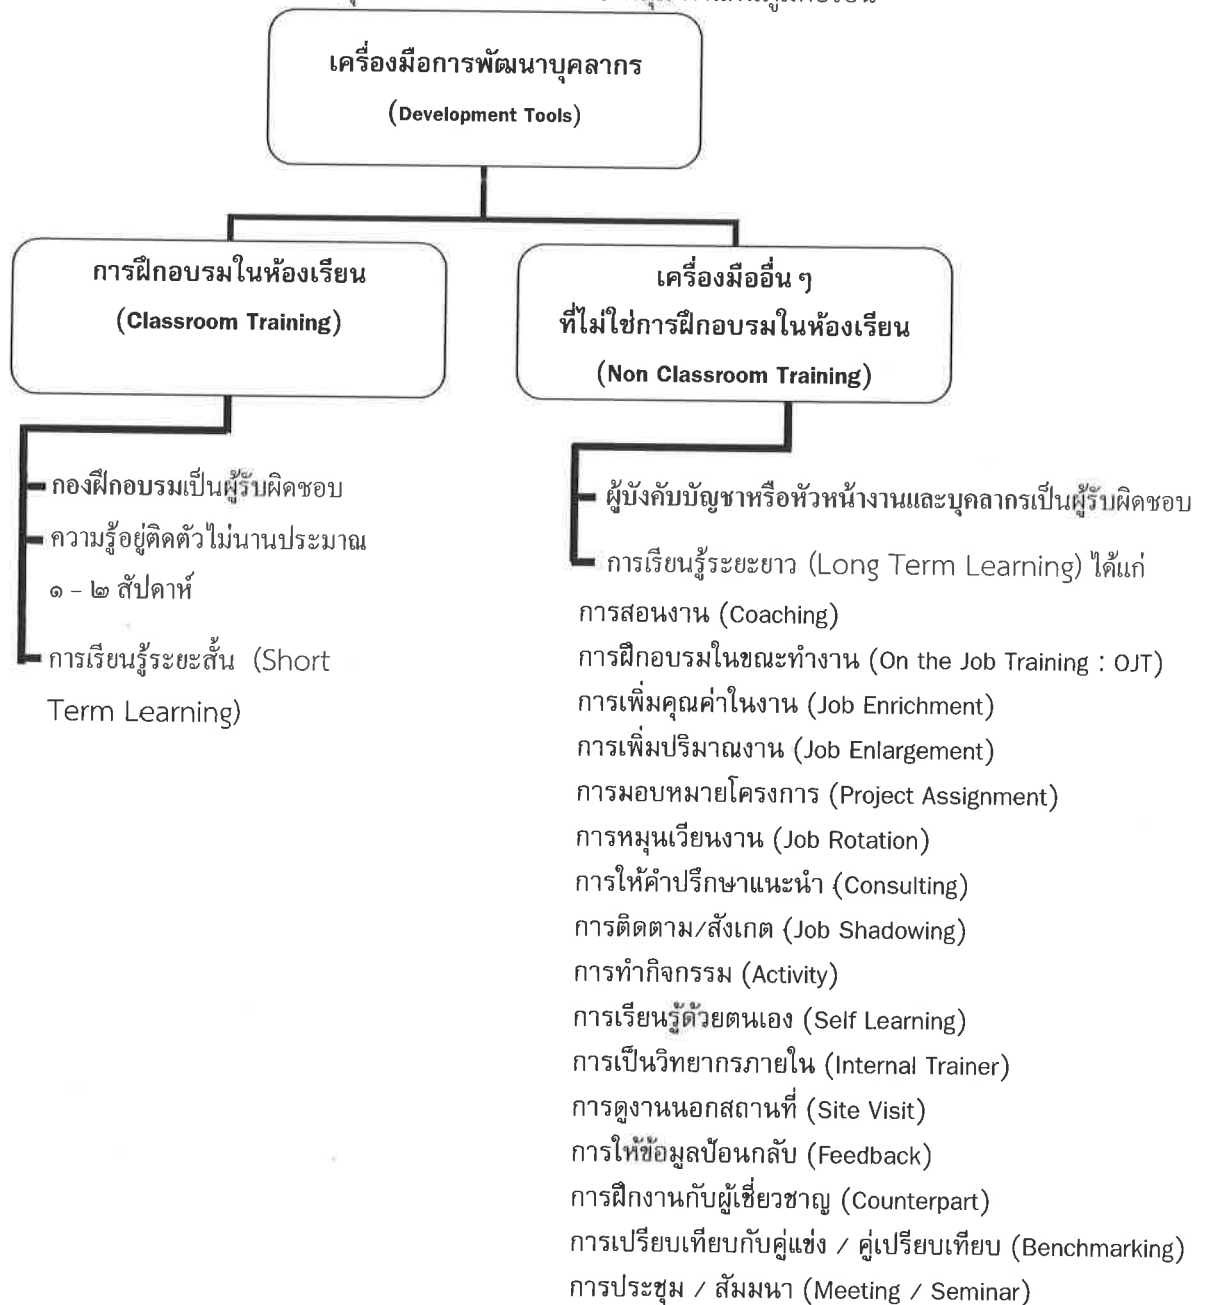 เครื่องมือการพัฒนาบุคลากร
(Development Tools)
การฝึกอบรมในห้องเรียน
(Classroom Training)
เครื่องมืออื่น ๆ
ที่ไม่ใช่การฝึกอบรมในห้องเรียน
(Non Classroom Training)
กองฝึกอบรมเป็นผู้รับผิดชอบ
ความรู้อยู่ติดตัวไม่นานประมาณ
๑ – ๒ สัปดาห์
การเรียนรู้ระยะสั้น (Short
Term Learning)
ผู้บังคับบัญชาหรือหัวหน้างานและบุคลากรเป็นผู้รับผิดชอบ
การเรียนรู้ระยะยาว (Long Term Learning) ได้แก่
การสอนงาน (Coaching)
การฝึกอบรมในขณะทำงาน (On the Job Training : OJT)
การเพิ่มคุณค่าในงาน (Job Enrichment)
การเพิ่มปริมาณงาน (Job Enlargement)
การมอบหมายโครงการ (Project Assignment)
การหมุนเวียนงาน (Job Rotation)
การให้คำปรึกษาแนะนำ (Consulting)
การติดตาม/สังเกต (Job Shadowing)
การทำกิจกรรม (Activity)
การเรียนรู้ด้วยตนเอง (Self Learning)
การเป็นวิทยากรภายใน (Internal Trainer)
การดูงานนอกสถานที่ (Site Visit)
การให้ข้อมูลป้อนกลับ (Feedback)
การฝึกงานกับผู้เชี่ยวชาญ (Counterpart)
การเปรียบเทียบกับคู่แข่ง / คู่เปรียบเทียบ (Benchmarking)
การประชุม / สัมมนา (Meeting / Seminar)